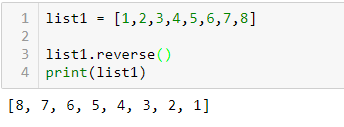 1 list1 = [1,2,3,4,5,6,7,8]
2
3 list1.reverse()
4 print(list1)
[8, 7, 6, 5, 4, 3, 2, 1]